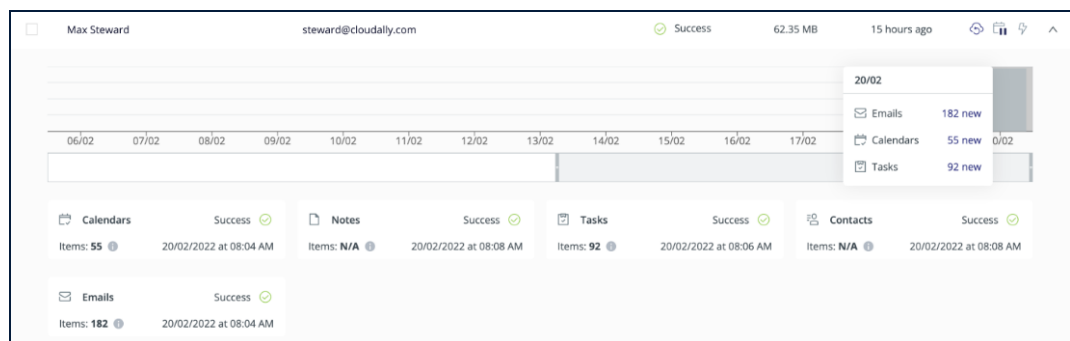 Max Steward steward@cloudally.com Success 62.35 MB 15 hours ago
20/02
Emails 182 new
Calendars 55 new
Tasks 92 new
06/02 07/02 08/02 09/02 10/02 11/02 12/02 13/02 14/02 15/02 16/02 17/02 0/02
Calendars Success
Items: 55 20/02/2022 at 08:04 AM
Notes Success
Items: N/A 20/02/2022 at 08:08 AM
Tasks Success
Items: 92 20/02/2022 at 08:06 AM
Contacts Success
Items: N/A 20/02/2022 at 08:08 AM
Emails Success
Items: 182 20/02/2022 at 08:04 AM